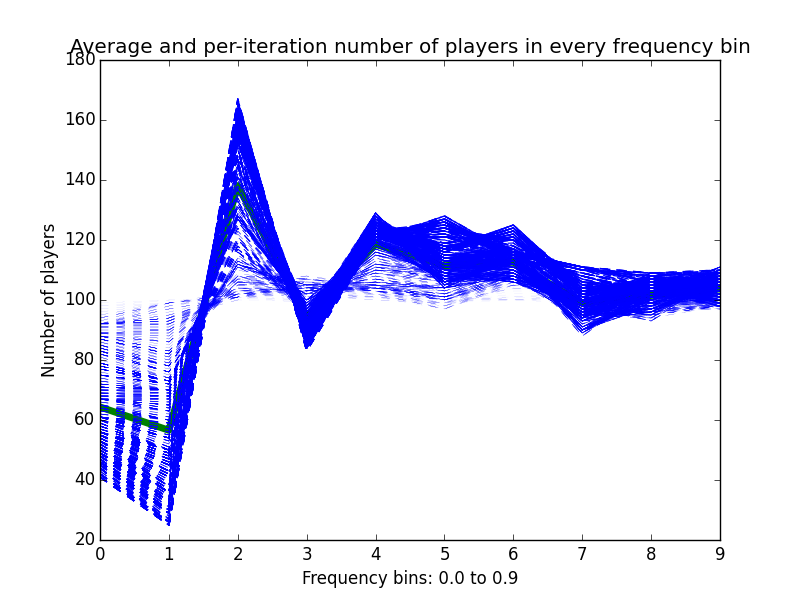 Average and per-iteration number of players in every frequency bin
180
160
140
120
100
80
60
40
20
Number of players
0 1 2 3 4 5 6 7 8 9
Frequency bins: 0.0 to 0.9